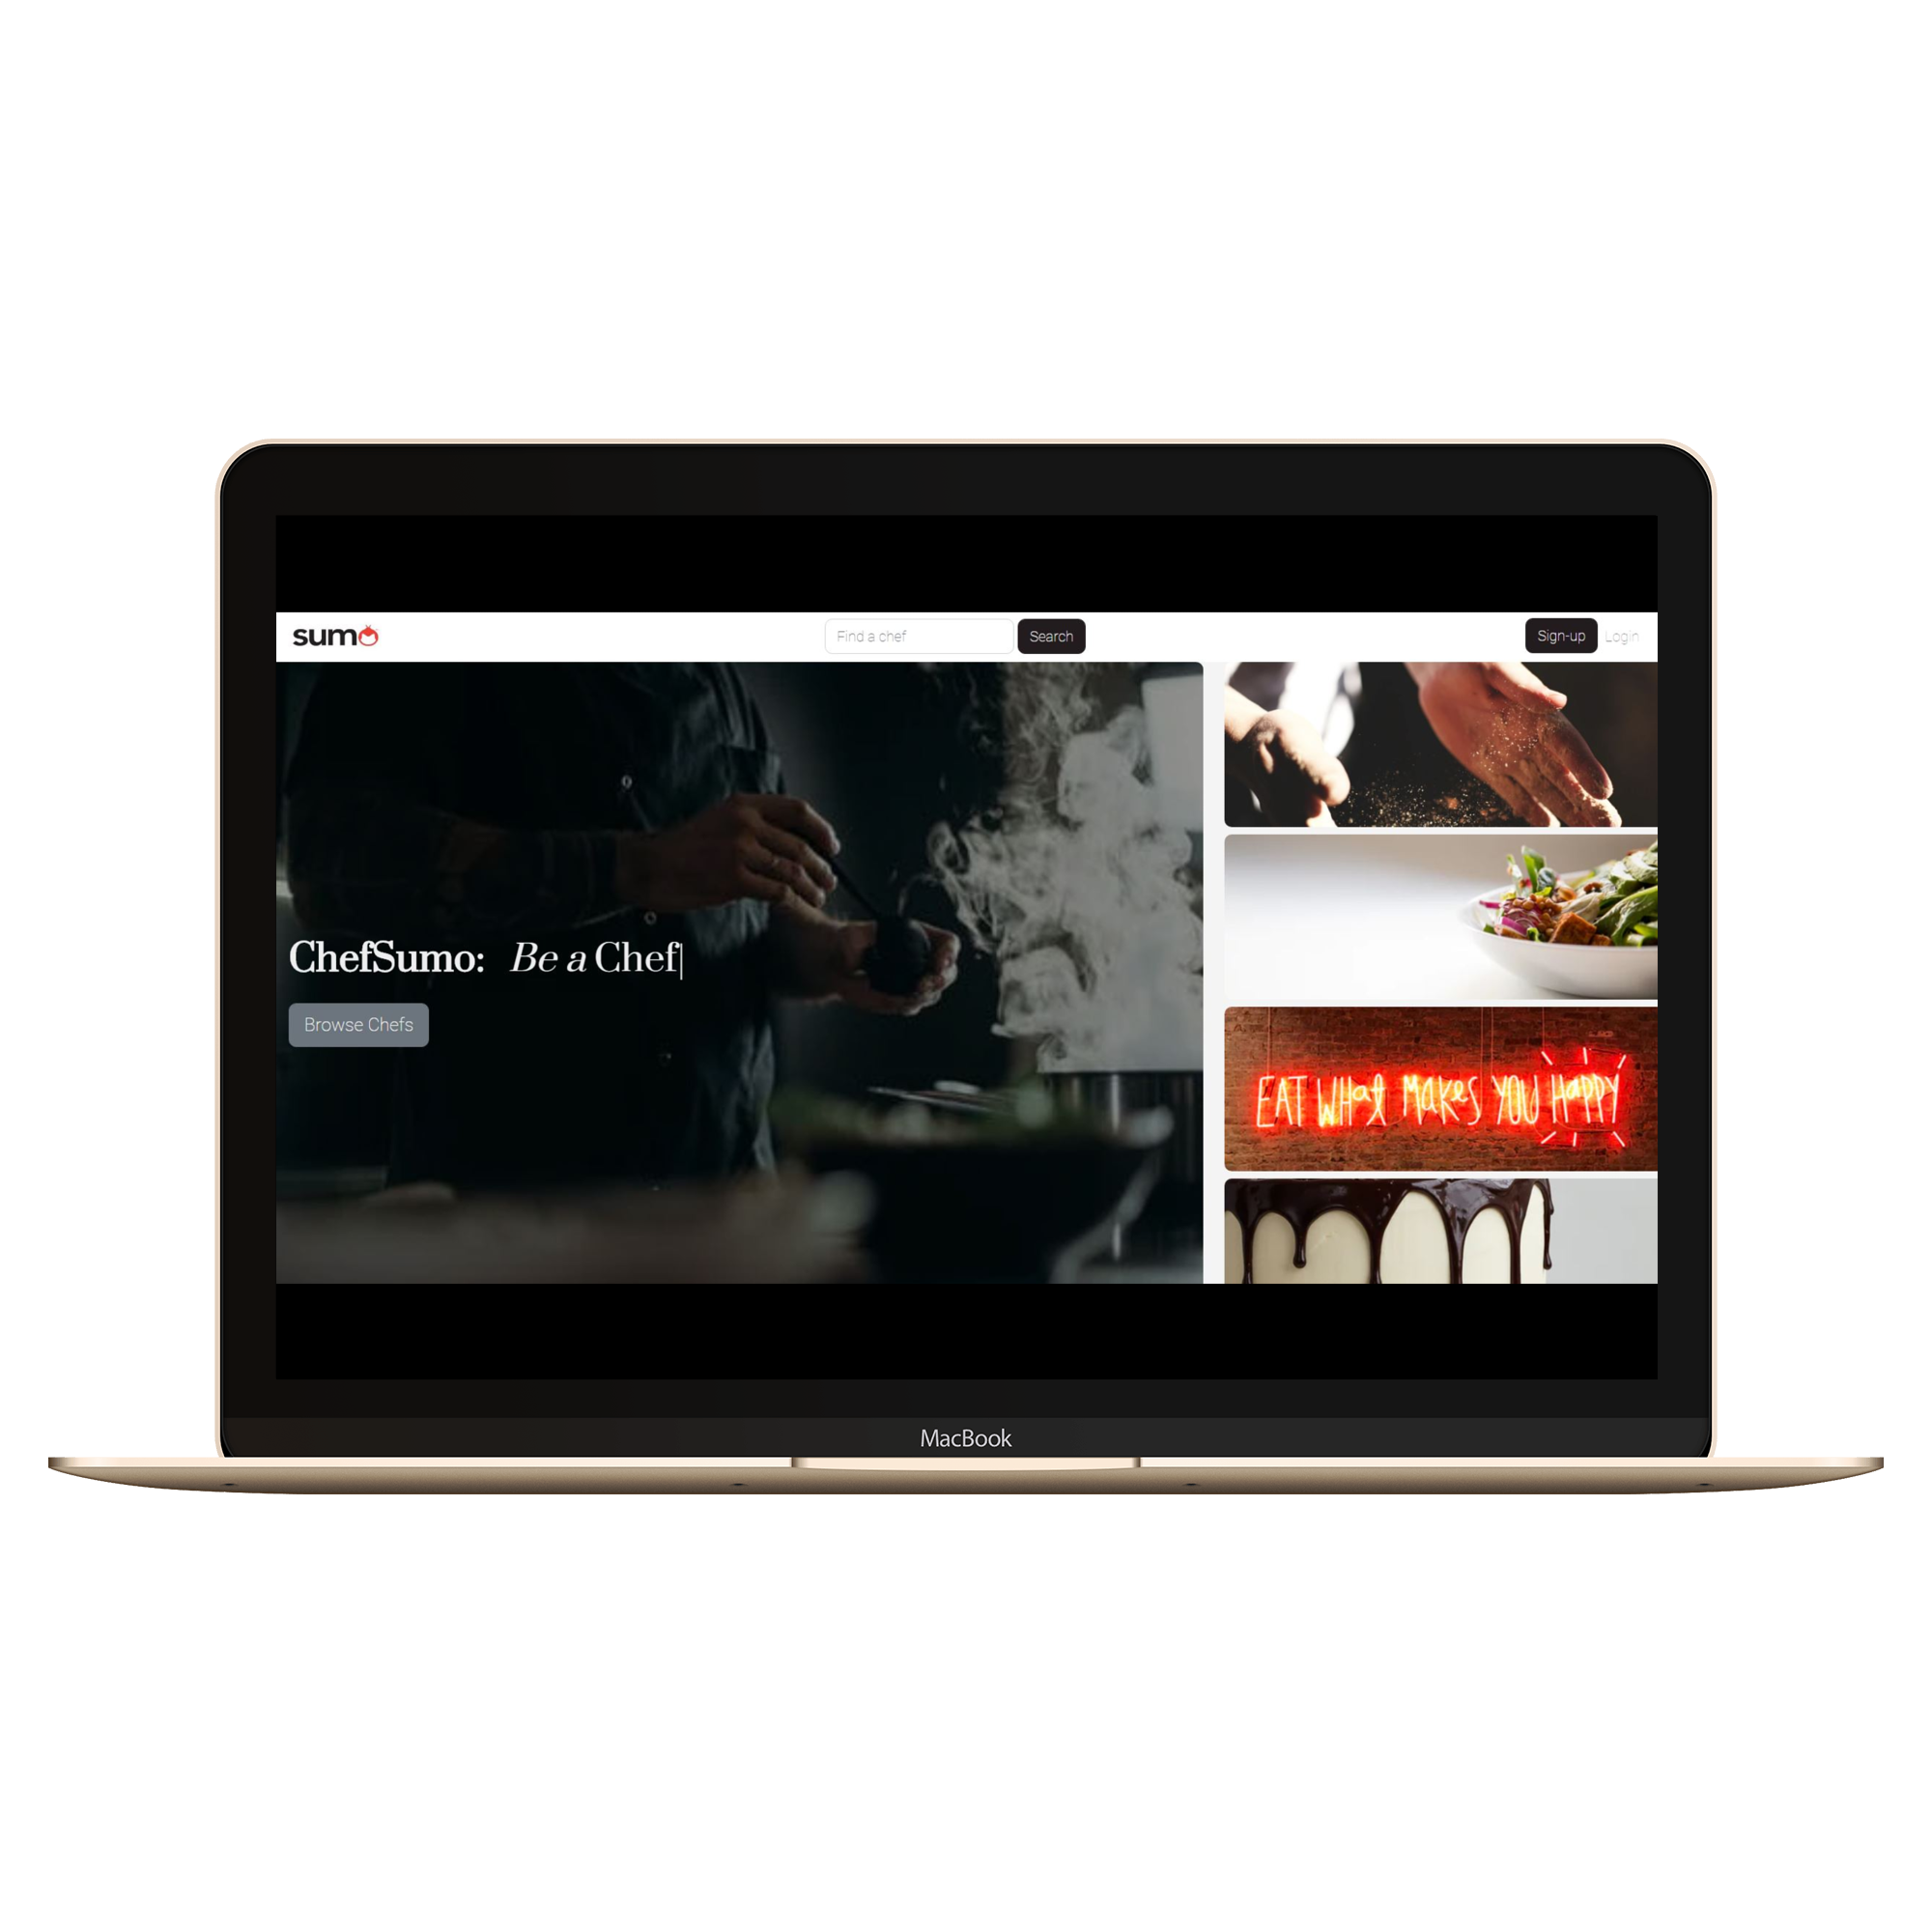 sumo
Find a chef
Search
Sign-up
Login
ChefSumo: Be a Chef|
Browse Chefs
EAT WHat MaKes YOU HaPPY
MacBook